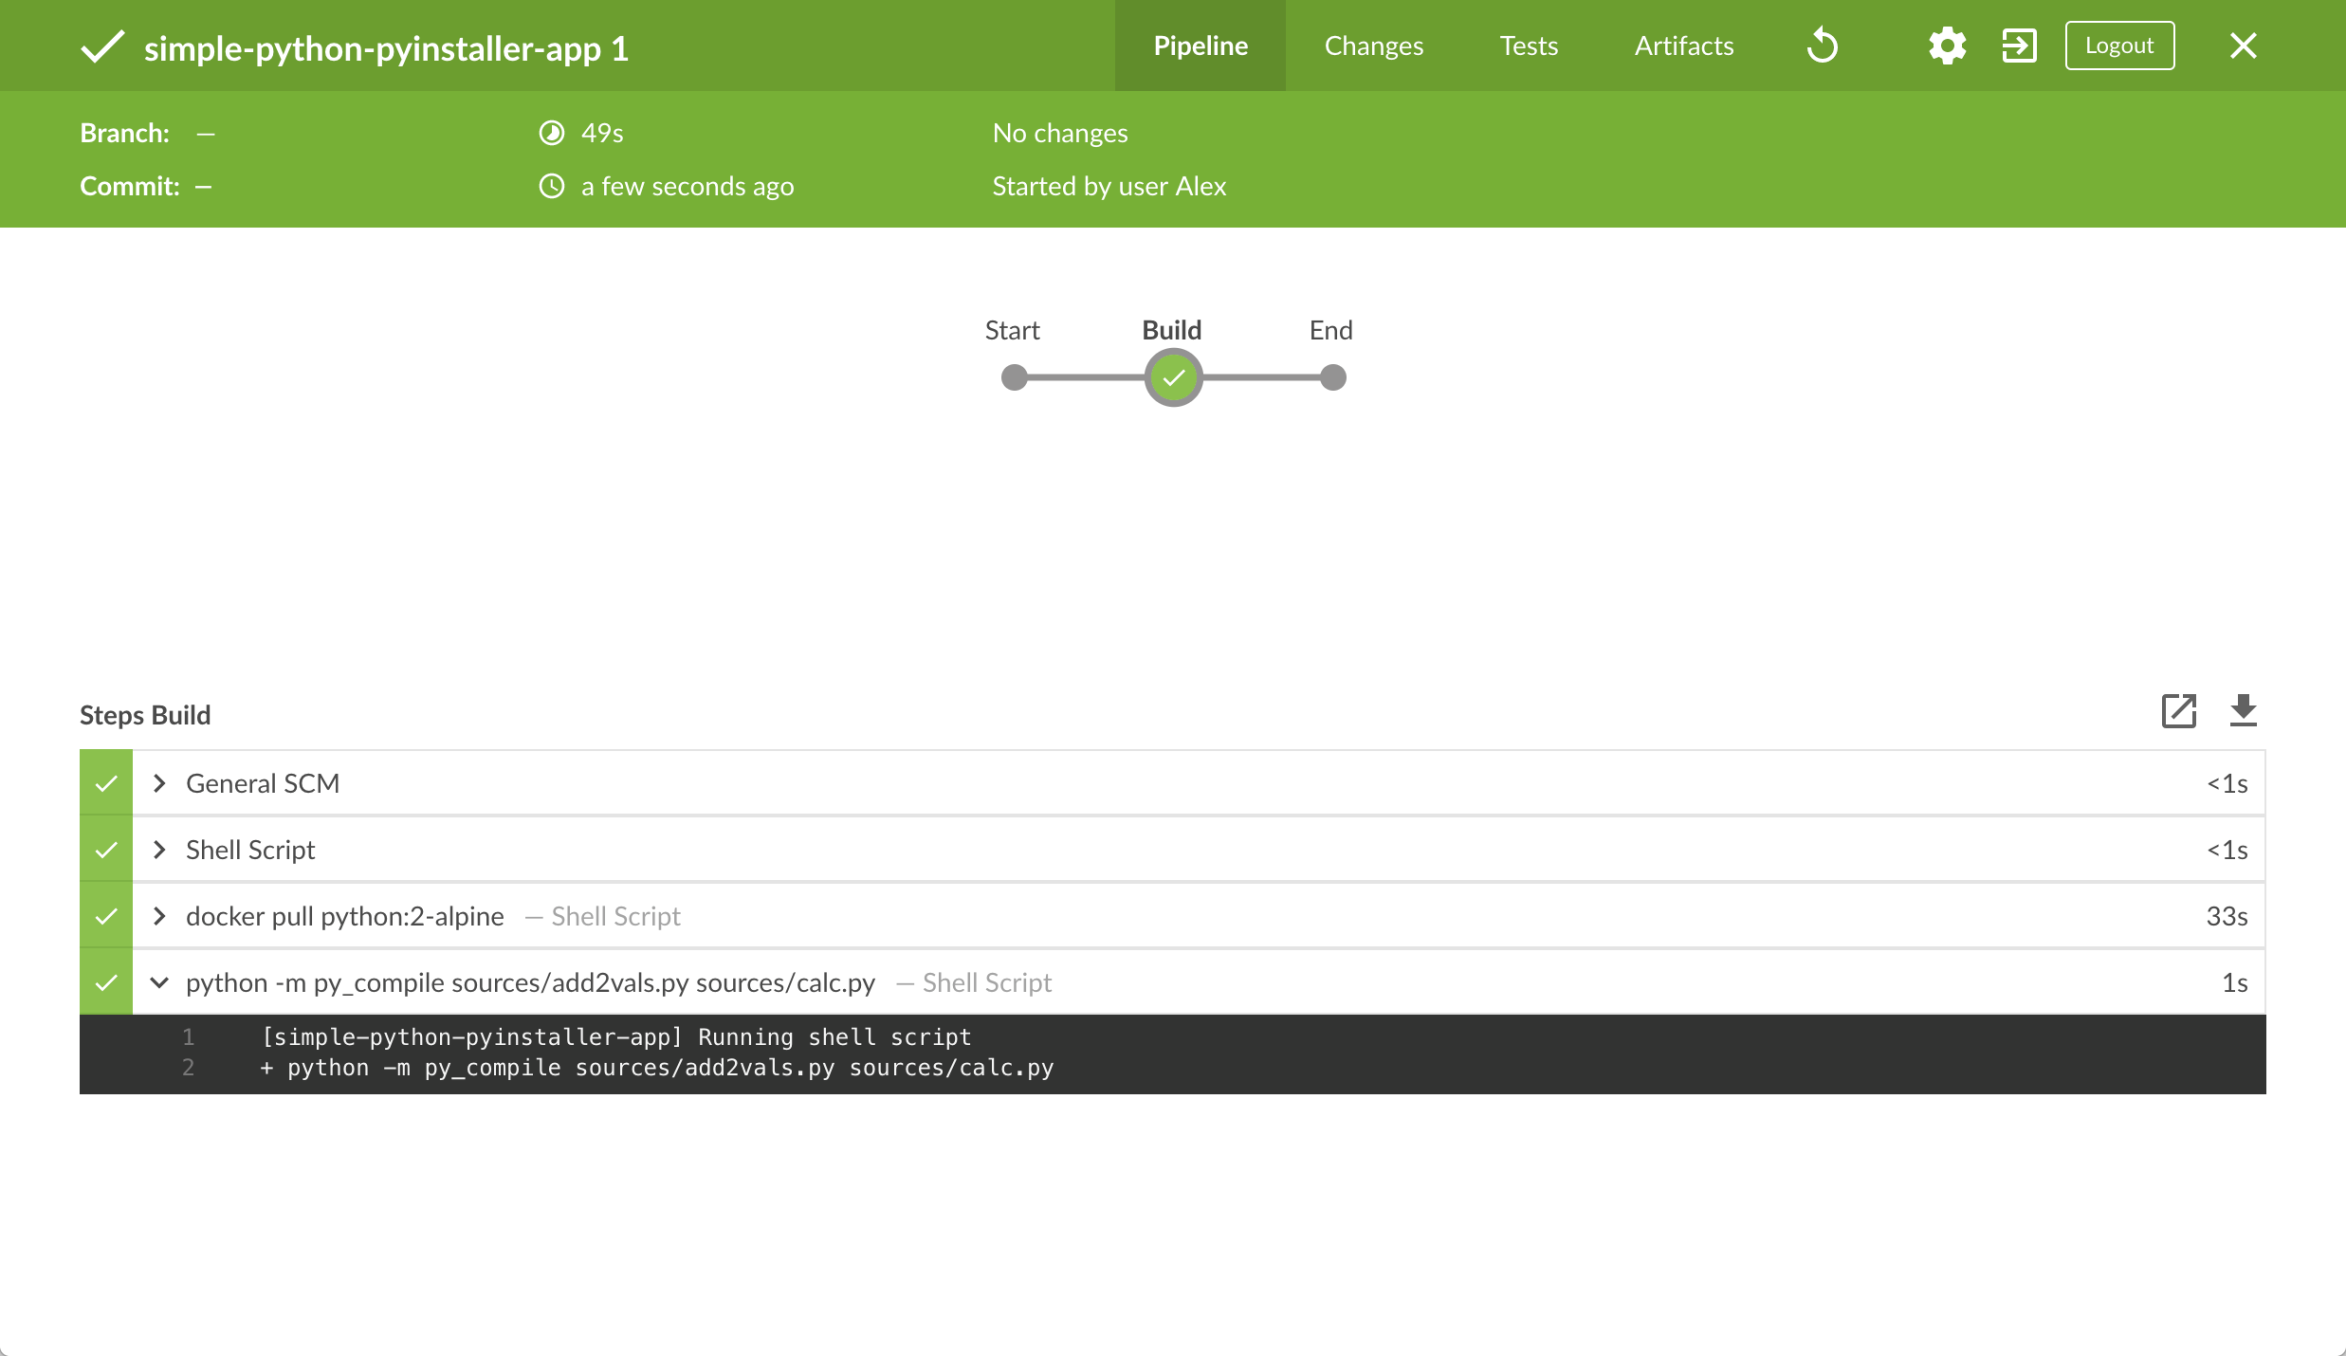 simple-python-pyinstaller-app 1
Pipeline
Changes
Tests
Artifacts
Logout
Branch: —
49s
No changes
Commit: —
a few seconds ago
Started by user Alex
Start
Build
End
Steps Build
General SCM
<1s
Shell Script
<1s
docker pull python:2-alpine — Shell Script
33s
python -m py_compile sources/add2vals.py sources/calc.py — Shell Script
1s
1 [simple-python-pyinstaller-app] Running shell script
2 + python -m py_compile sources/add2vals.py sources/calc.py